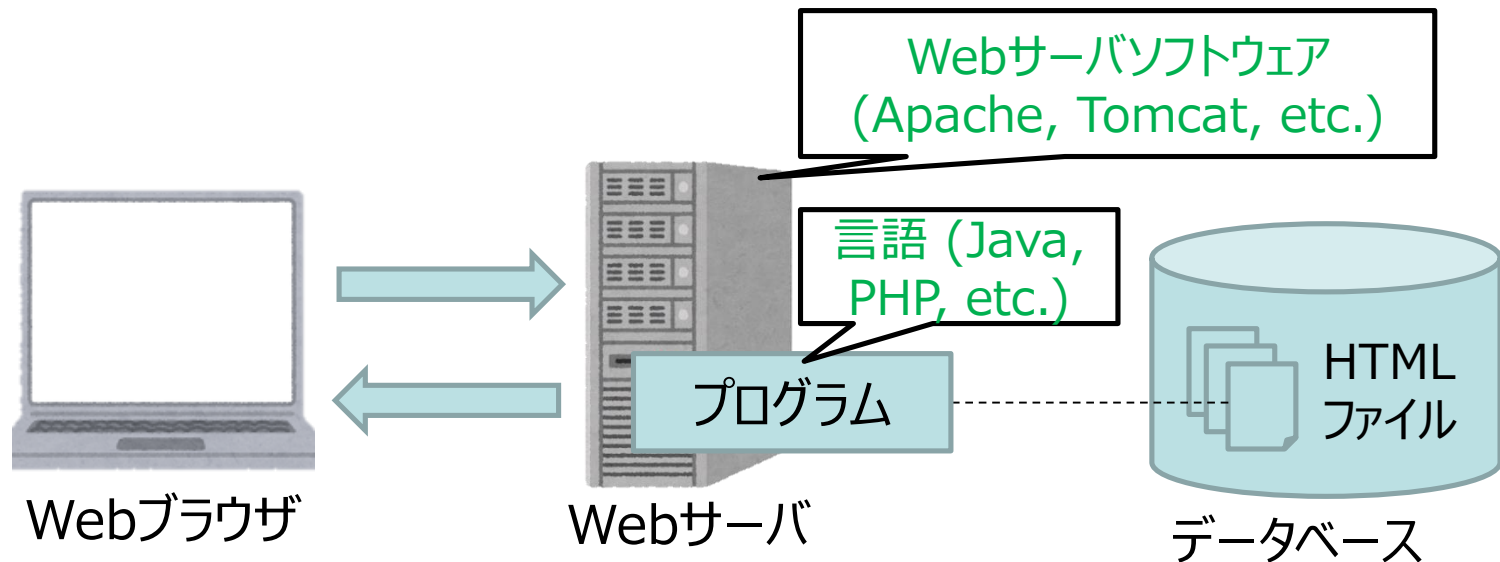 Webサーバソフトウェア
(Apache, Tomcat, etc.)
言語 (Java,
PHP, etc.)
プログラム
HTML
ファイル
Webブラウザ
Webサーバ
データベース